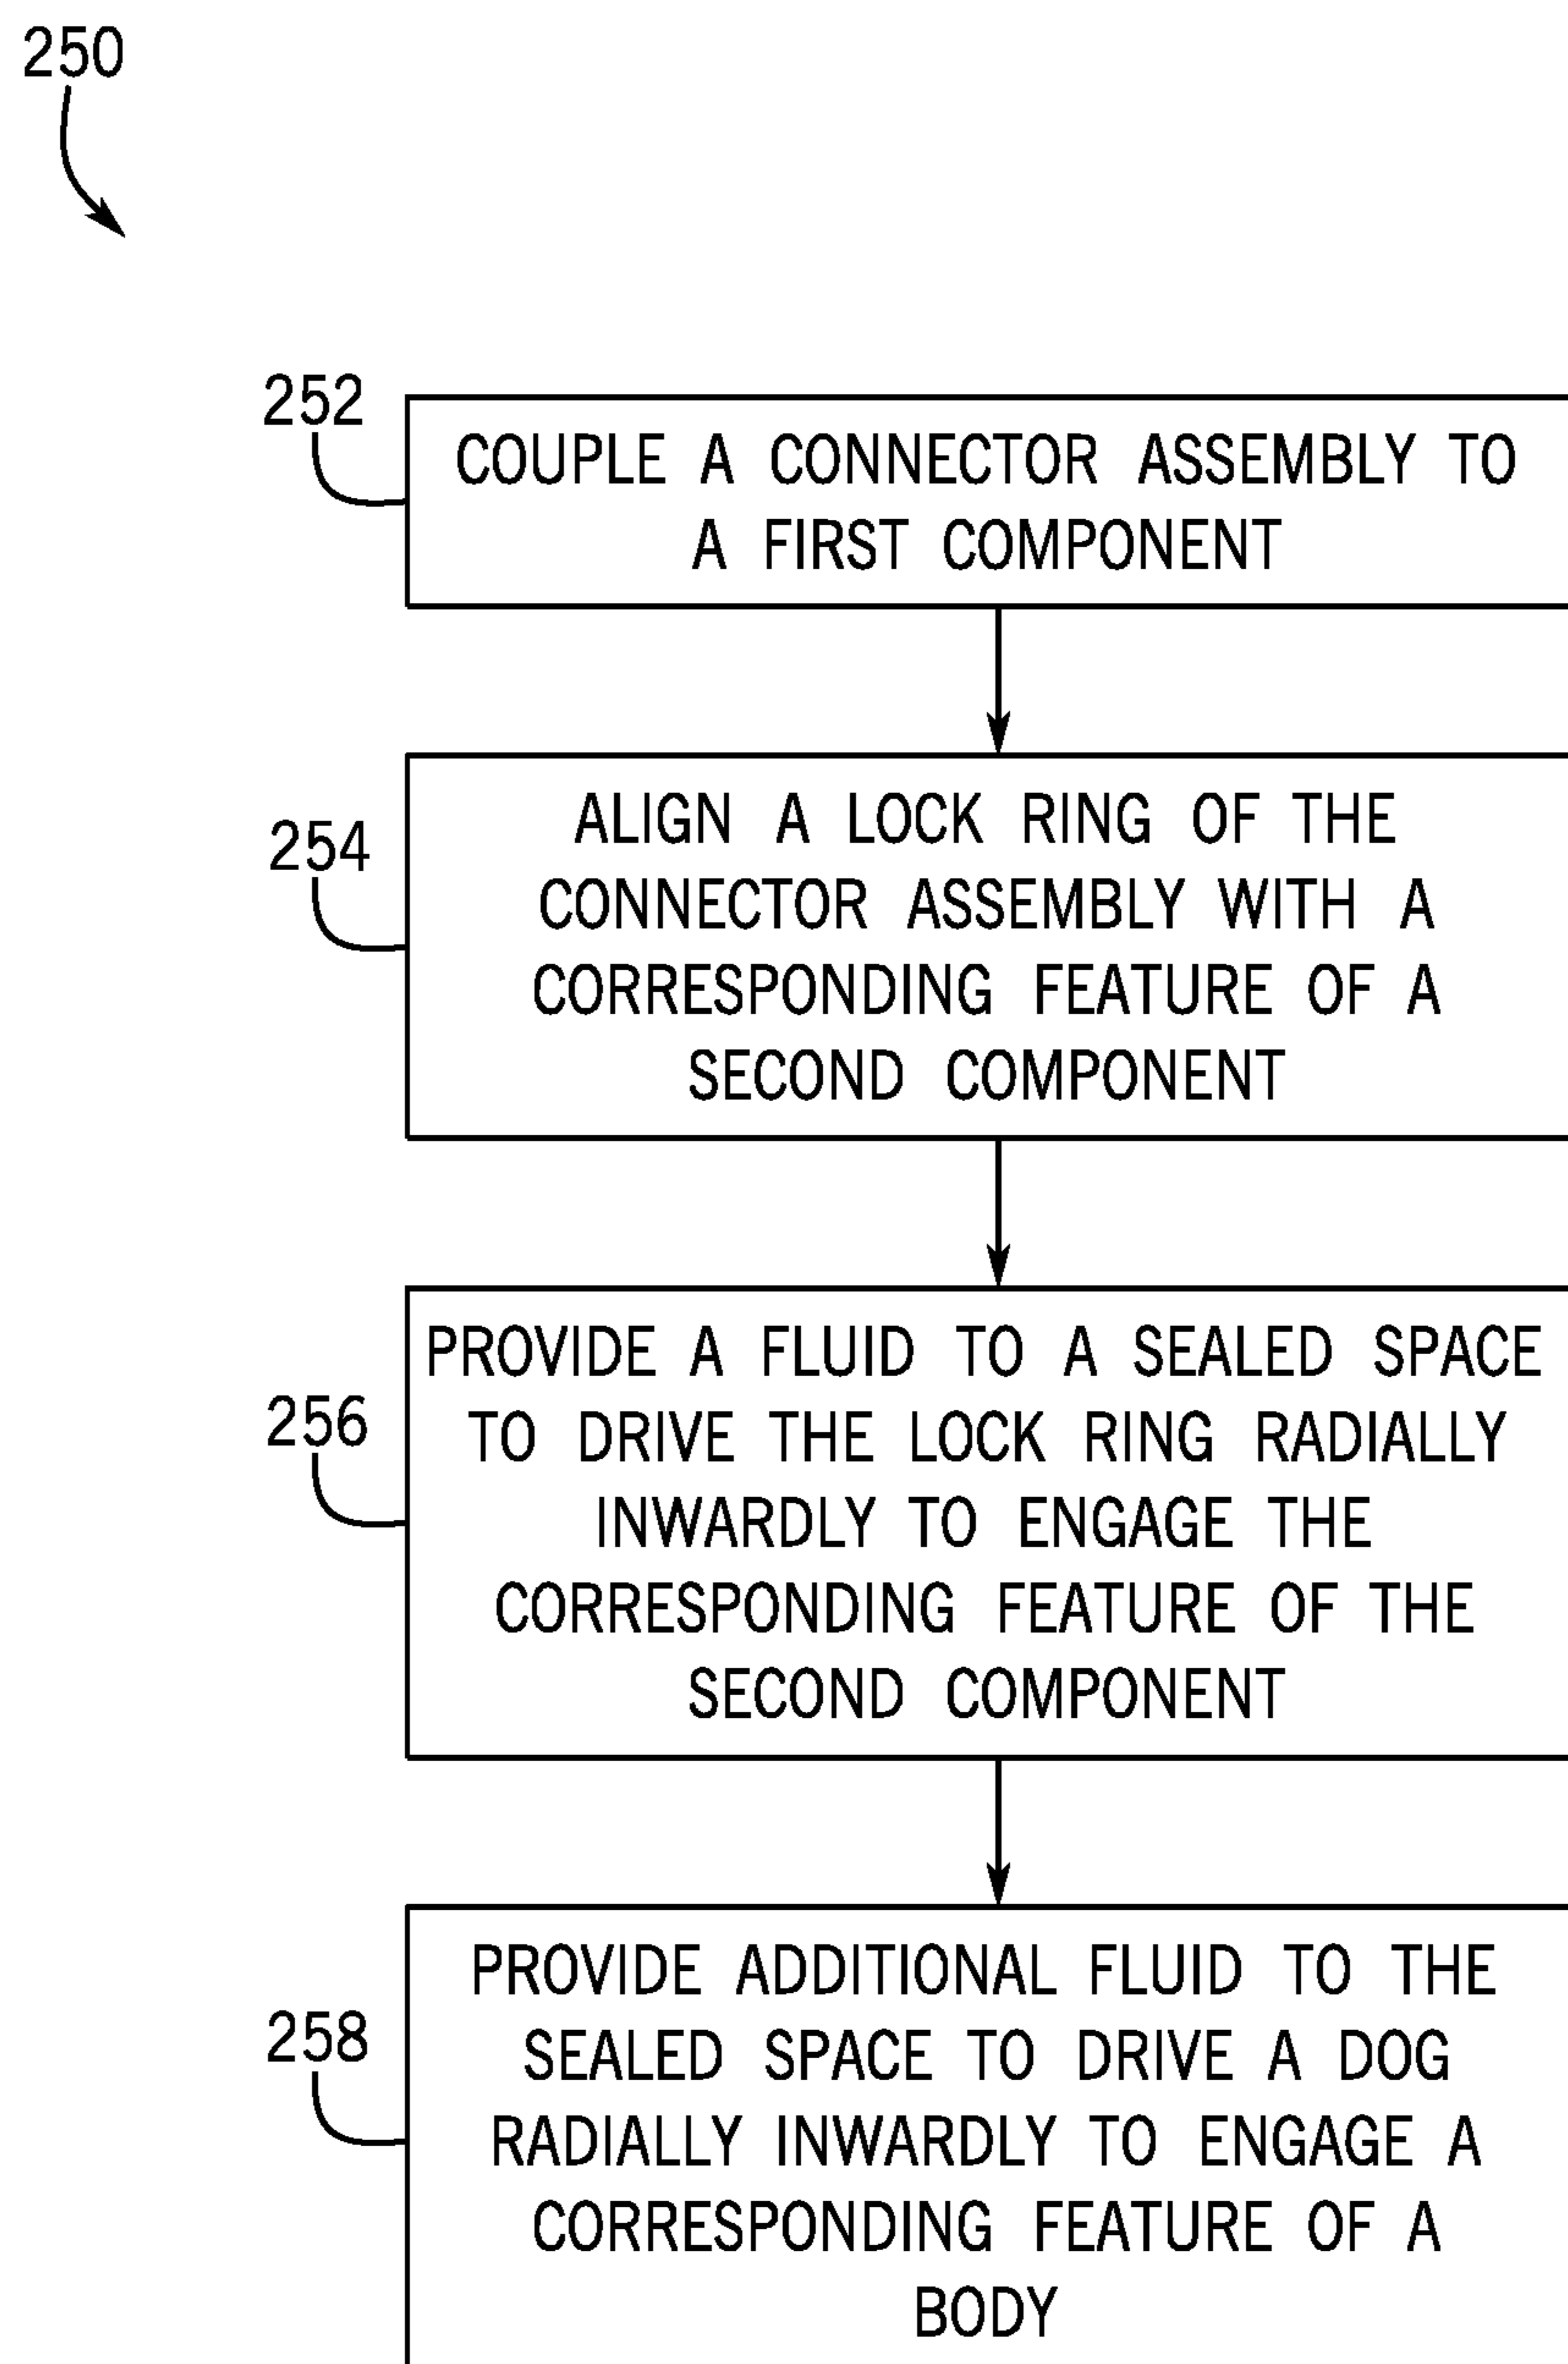 250
252
COUPLE A CONNECTOR ASSEMBLY TO
A FIRST COMPONENT
254
ALIGN A LOCK RING OF THE
CONNECTOR ASSEMBLY WITH A
CORRESPONDING FEATURE OF A
SECOND COMPONENT
256
PROVIDE A FLUID TO A SEALED SPACE
TO DRIVE THE LOCK RING RADIALLY
INWARDLY TO ENGAGE THE
CORRESPONDING FEATURE OF THE
SECOND COMPONENT
258
PROVIDE ADDITIONAL FLUID TO THE
SEALED SPACE TO DRIVE A DOG
RADIALLY INWARDLY TO ENGAGE A
CORRESPONDING FEATURE OF A
BODY